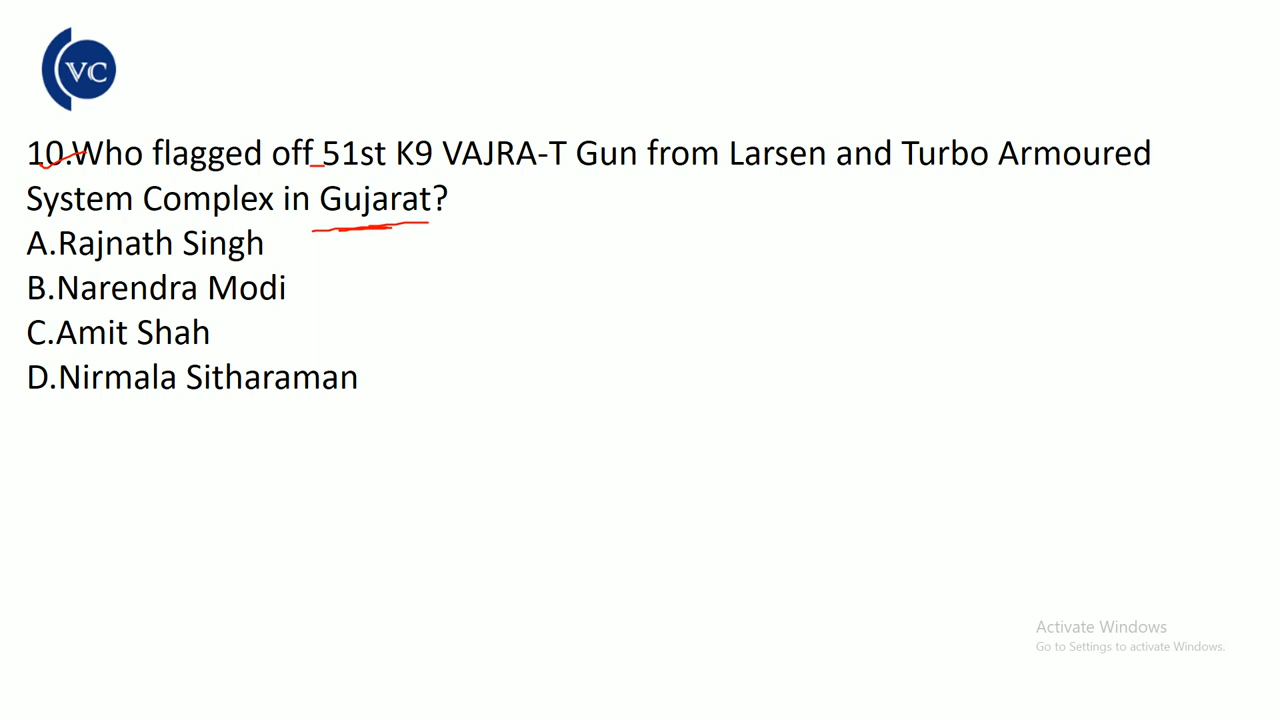 VC
10.Who flagged off 51st K9 VAJRA-T Gun from Larsen and Turbo Armoured
System Complex in Gujarat?
A.Rajnath Singh
B.Narendra Modi
C.Amit Shah
D.Nirmala Sitharaman
Activate Windows
Go to Settings to activate Windows.